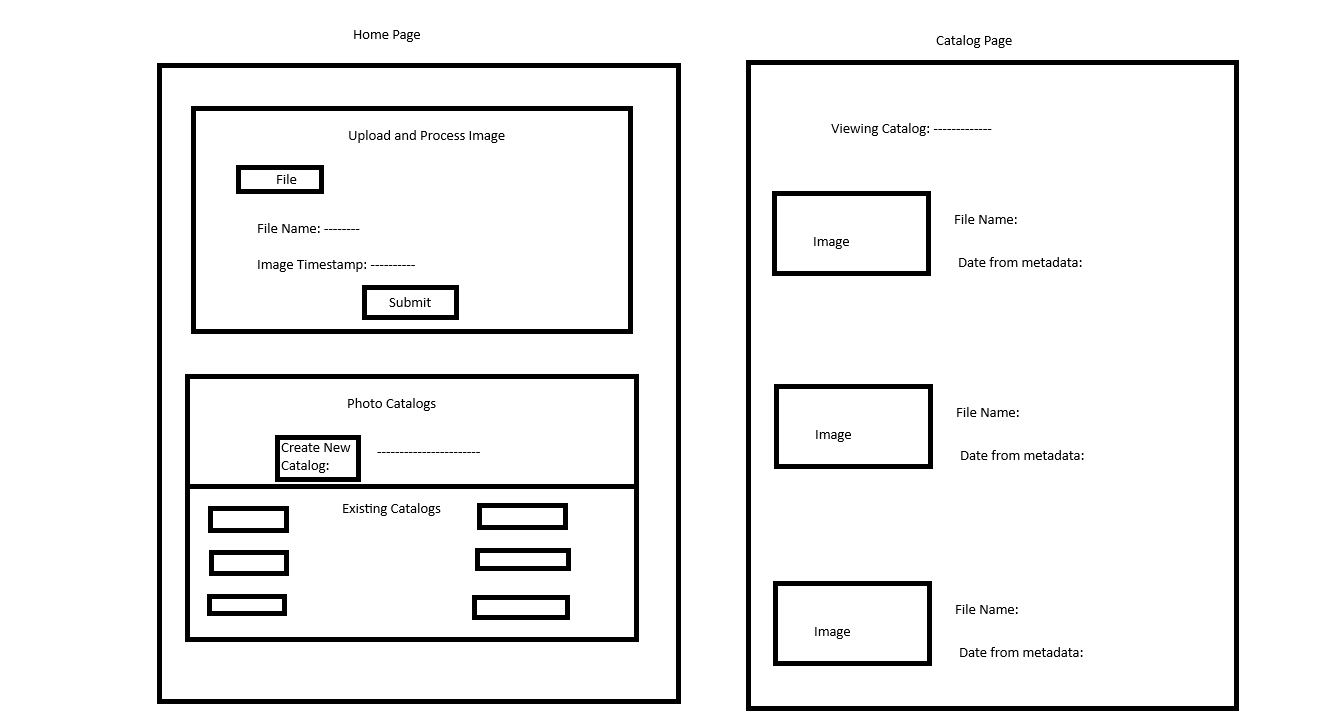 Home Page
Upload and Process Image
File
File Name: --------
Image Timestamp: ----------
Submit
Photo Catalogs
Create New
Catalog:
-----------------------
Existing Catalogs
Catalog Page
Viewing Catalog: -------------
Image
File Name:
Date from metadata:
Image
File Name:
Date from metadata:
Image
File Name:
Date from metadata: